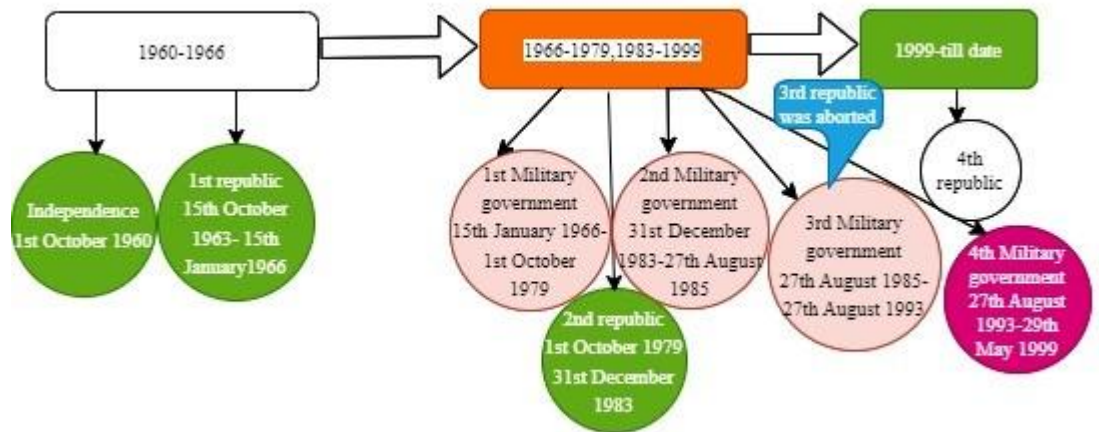 1960-1966
1966-1979,1983-1999
1999-till date
Independence
1st October 1960
1st republic
15th October
1963- 15th
January1966
1st Military
government
15th January 1966-
1st October
1979
2nd republic
1st October 1979
31st December
1983
2nd Military
government
31st December
1983-27th August
1985
3rd republic
was aborted
3rd Military
government
27th August 1985-
27th August 1993
4th
republic
4th Military
government
27th August
1993-29th
May 1999